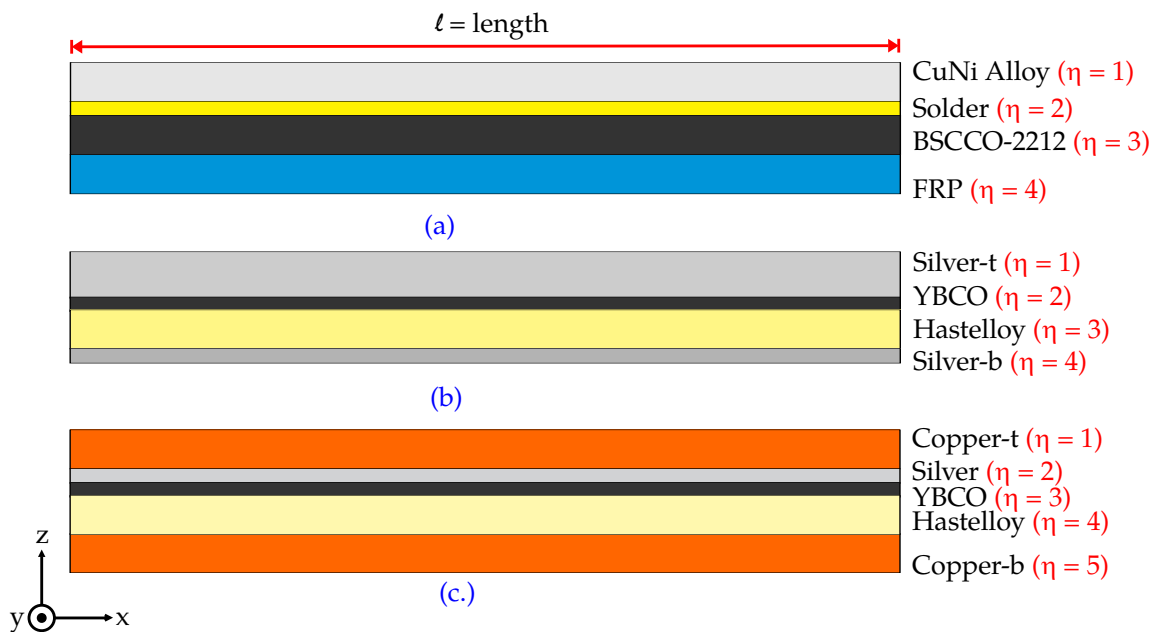 ℓ = length
CuNi Alloy (η = 1)
Solder (η = 2)
BSCCO-2212 (η = 3)
FRP (η = 4)
(a)
Silver-t (η = 1)
YBCO (η = 2)
Hastelloy (η = 3)
Silver-b (η = 4)
(b)
Copper-t (η = 1)
Silver (η = 2)
YBCO (η = 3)
Hastelloy (η = 4)
Copper-b (η = 5)
(c.)
z
y
x